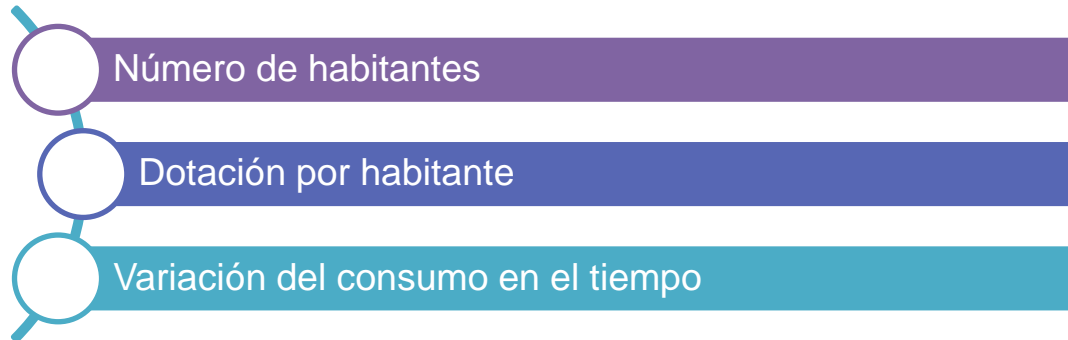 Número de habitantes
Dotación por habitante
Variación del consumo en el tiempo